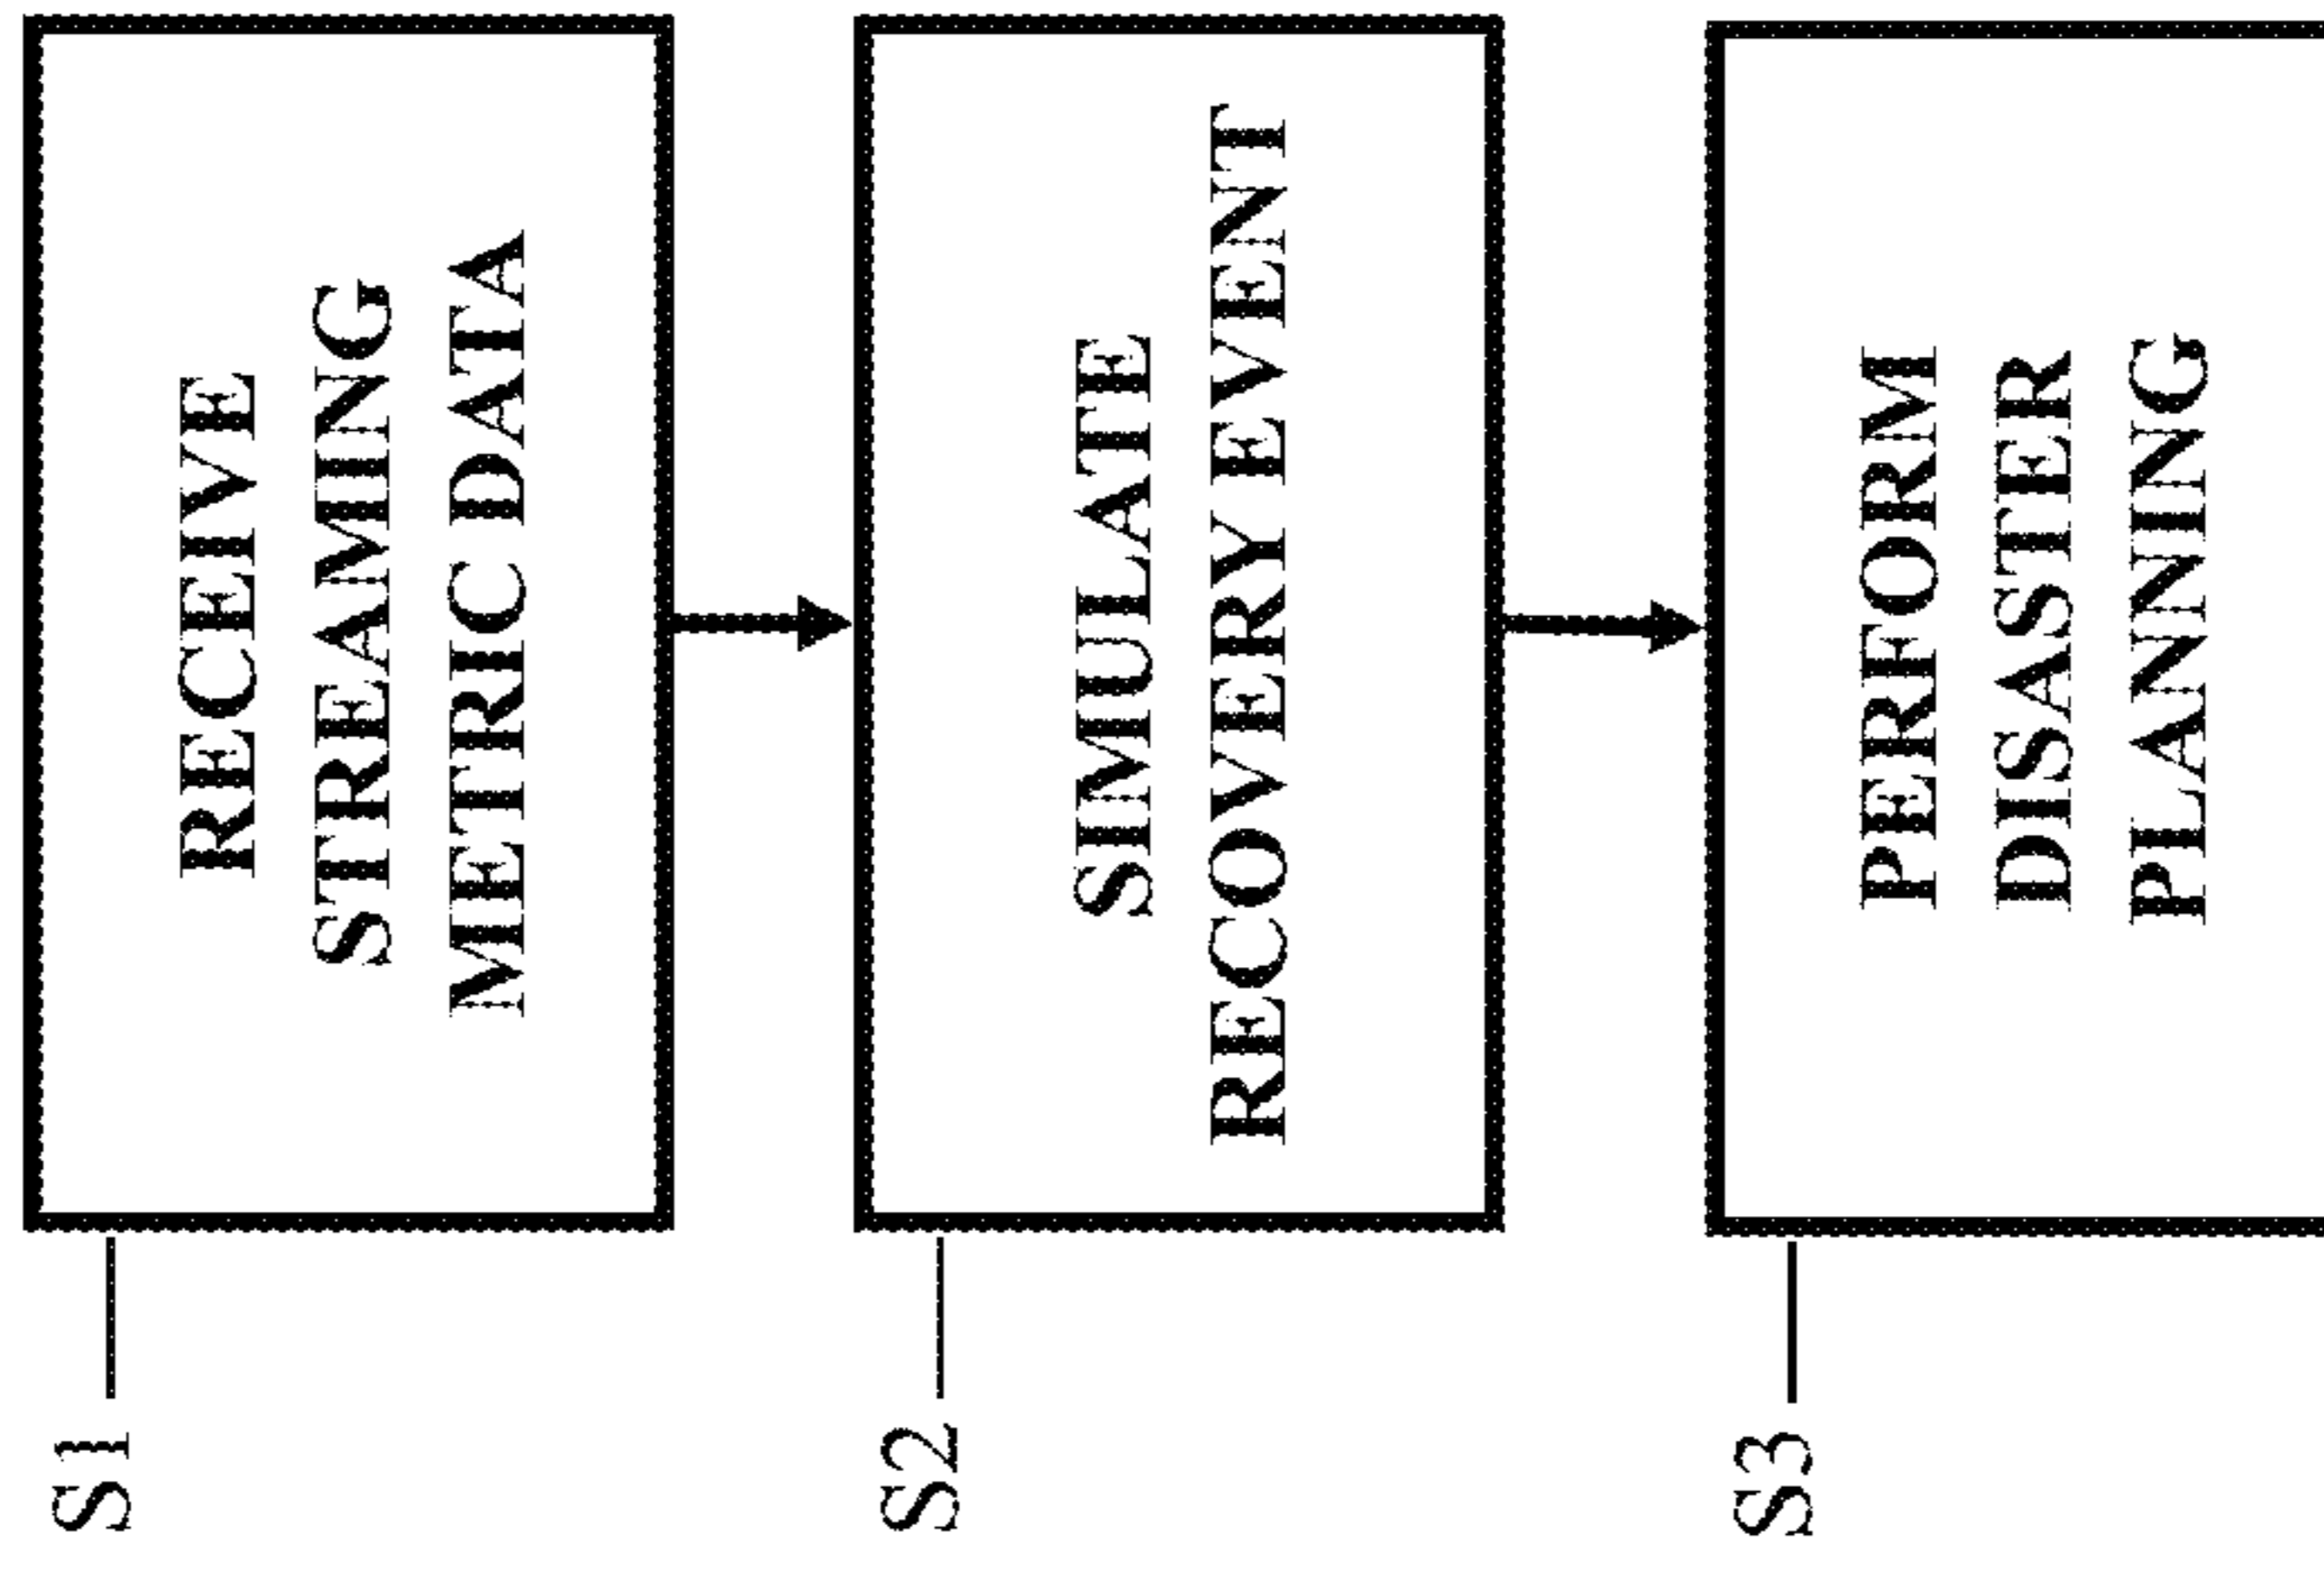 S1
RECEIVE
STREAMING
METRIC DATA
S2
SIMULATE
RECOVERY EVENT
S3
PERFORM
DISASTER
PLANNING